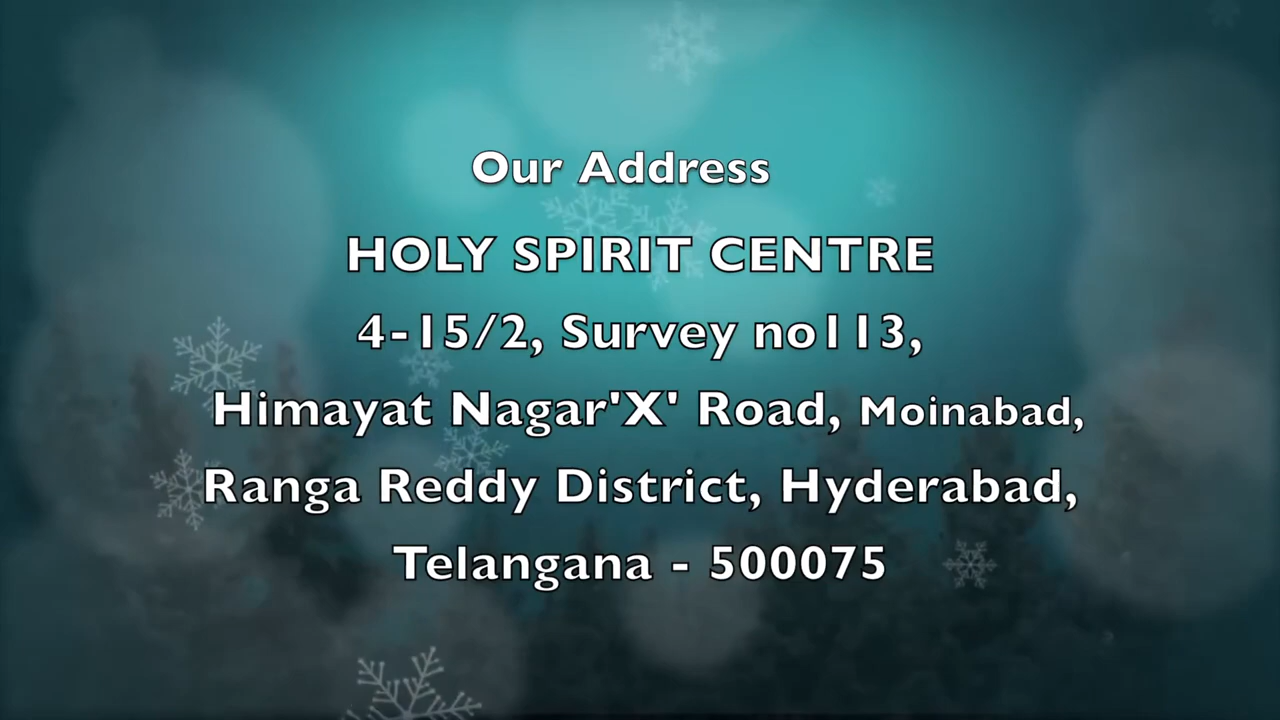 Our Address
HOLY SPIRIT CENTRE
4-15/2, Survey no113,
Himayat Nagar'X' Road, Moinabad,
Ranga Reddy District, Hyderabad,
Telangana - 500075